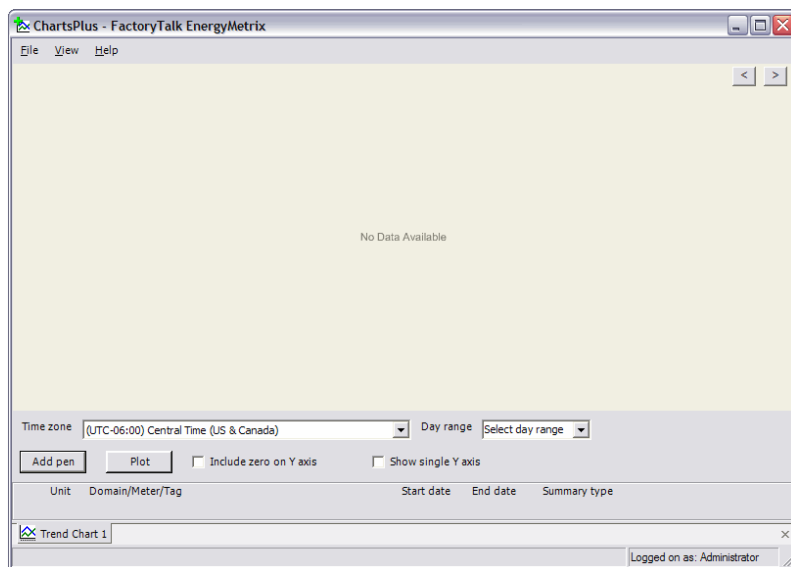 ChartsPlus - FactoryTalk EnergyMetrix
File View Help
< >
No Data Available
Time zone (UTC-06:00) Central Time (US & Canada) Day range Select day range
Add pen Plot Include zero on Y axis Show single Y axis
Unit Domain/Meter/Tag Start date End date Summary type
Trend Chart 1
Logged on as: Administrator